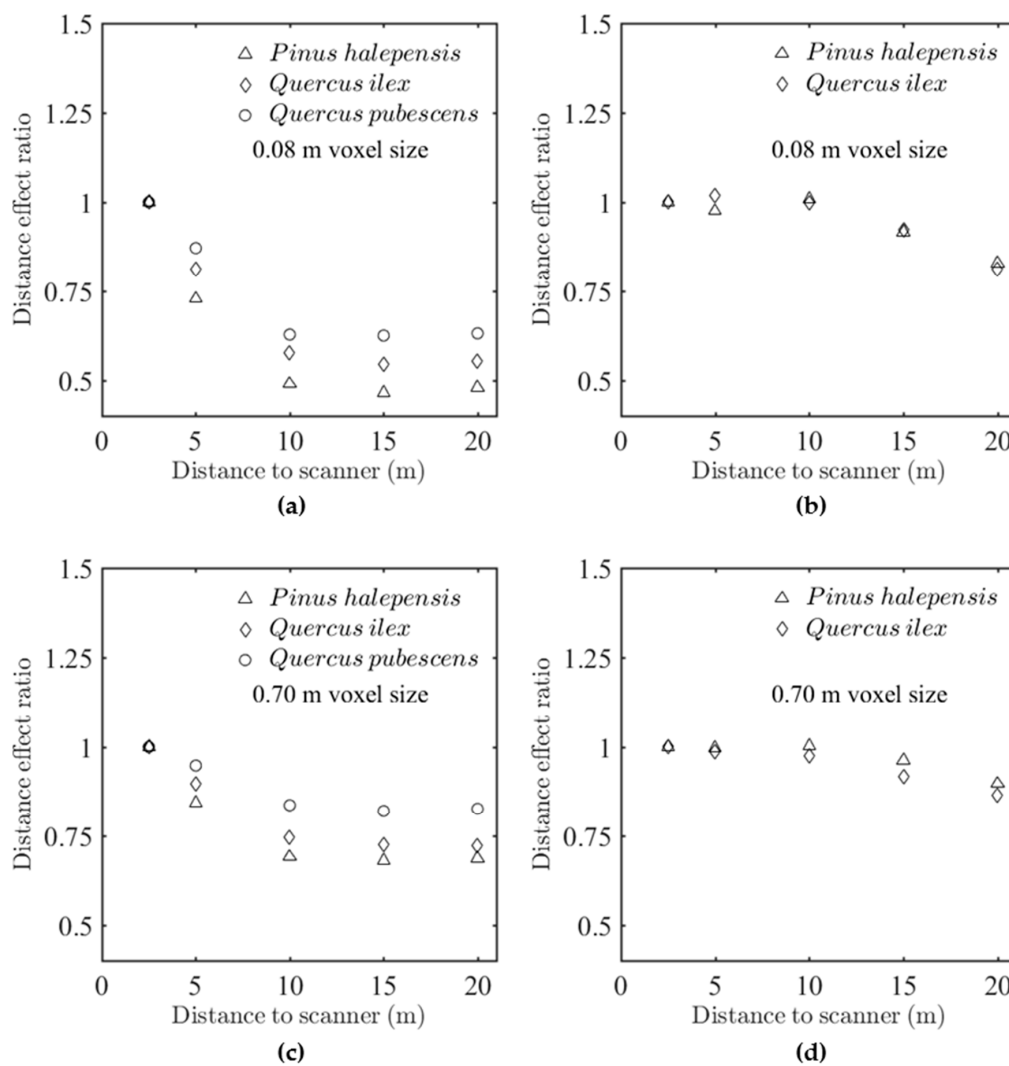 1.5
Pinus halepensis
Quercus ilex
Quercus pubescens
0.08 m voxel size
1.25
1
0.75
0.5
Distance effect ratio
0 5 10 15 20
Distance to scanner (m)
(a)
1.5
Pinus halepensis
Quercus ilex
0.08 m voxel size
1.25
1
0.75
0.5
Distance effect ratio
0 5 10 15 20
Distance to scanner (m)
(b)
1.5
Pinus halepensis
Quercus ilex
Quercus pubescens
0.70 m voxel size
1.25
1
0.75
0.5
Distance effect ratio
0 5 10 15 20
Distance to scanner (m)
(c)
1.5
Pinus halepensis
Quercus ilex
0.70 m voxel size
1.25
1
0.75
0.5
Distance effect ratio
0 5 10 15 20
Distance to scanner (m)
(d)